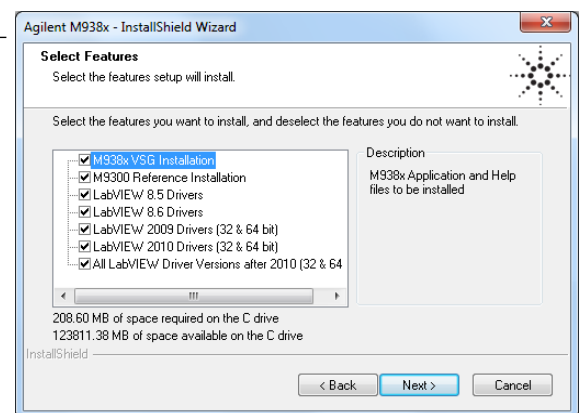 Agilent M938x - InstallShield Wizard
Select Features
Select the features setup will install.
Select the features you want to install, and deselect the features you do not want to install.
M938x VSG Installation
M9300 Reference Installation
LabVIEW 8.5 Drivers
LabVIEW 8.6 Drivers
LabVIEW 2009 Drivers (32 & 64 bit)
LabVIEW 2010 Drivers (32 & 64 bit)
All LabVIEW Driver Versions after 2010 (32 & 64
Description
M938x Application and Help
files to be installed
208.60 MB of space required on the C drive
123811.38 MB of space available on the C drive
InstallShield
< Back
Next >
Cancel